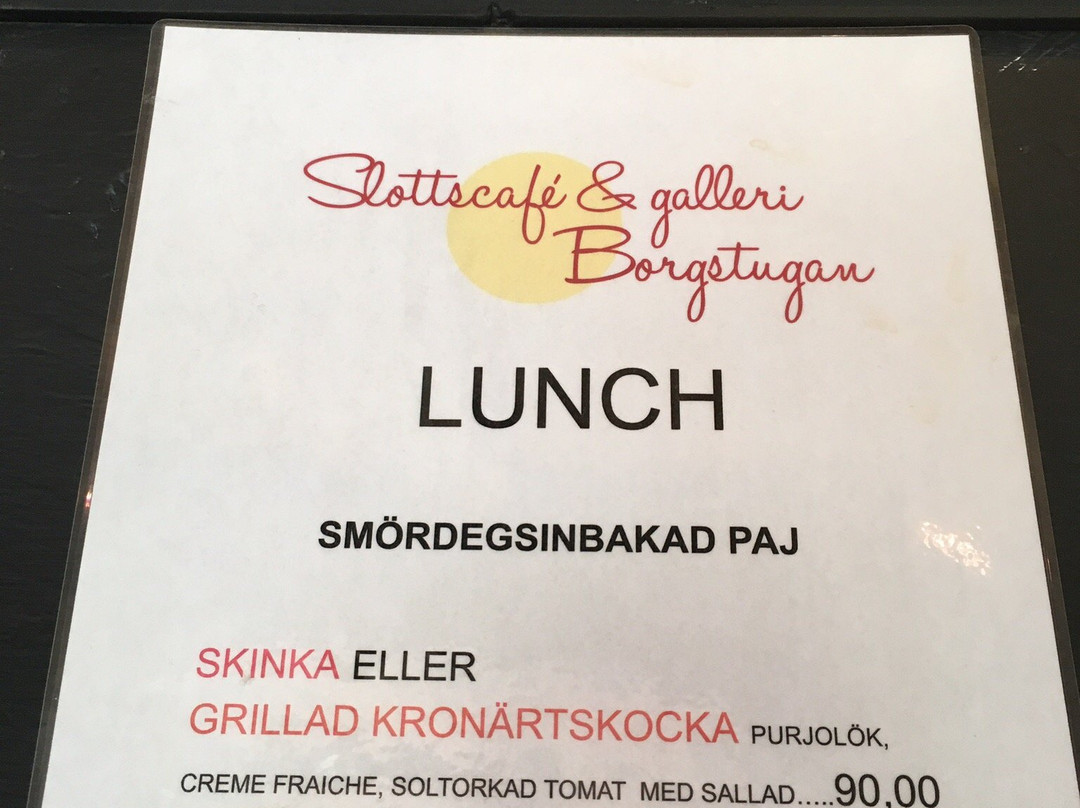 Slottscafé & galleri
Borgstugan
LUNCH
SMÖRDEGSINBAKAD PAJ
SKINKA ELLER
GRILLAD KRONÄRTSKOCKA PURJOLÖK,
CREME FRAICHE, SOLTORKAD TOMAT MED SALLAD.....90,00